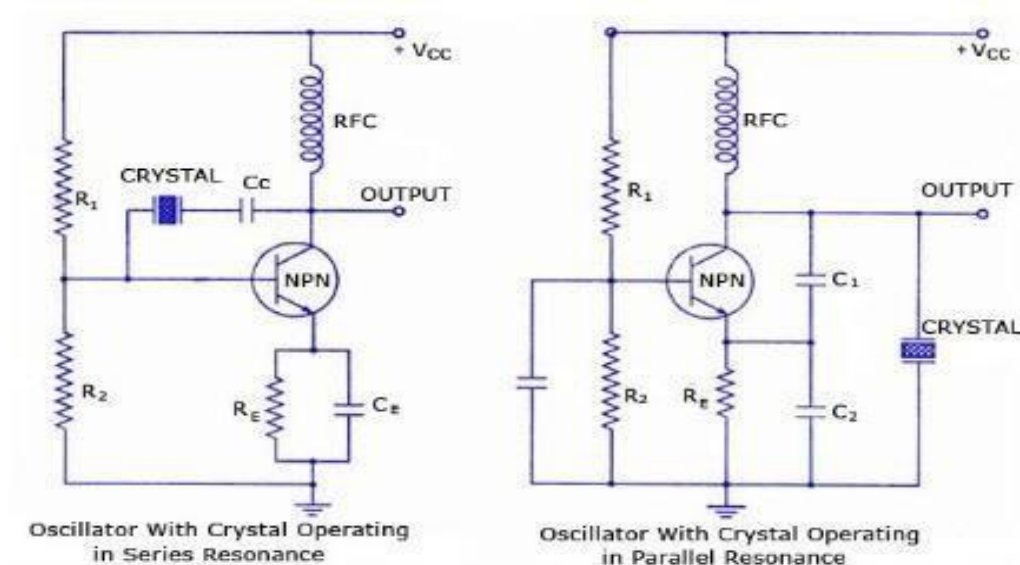 + VCC
RFC
CRYSTAL
CC
R1
OUTPUT
NPN
R2
RE
CE
Oscillator With Crystal Operating
in Series Resonance
+ VCC
RFC
R1
OUTPUT
NPN
C1
CRYSTAL
R2
RE
C2
Oscillator With Crystal Operating
in Parallel Resonance